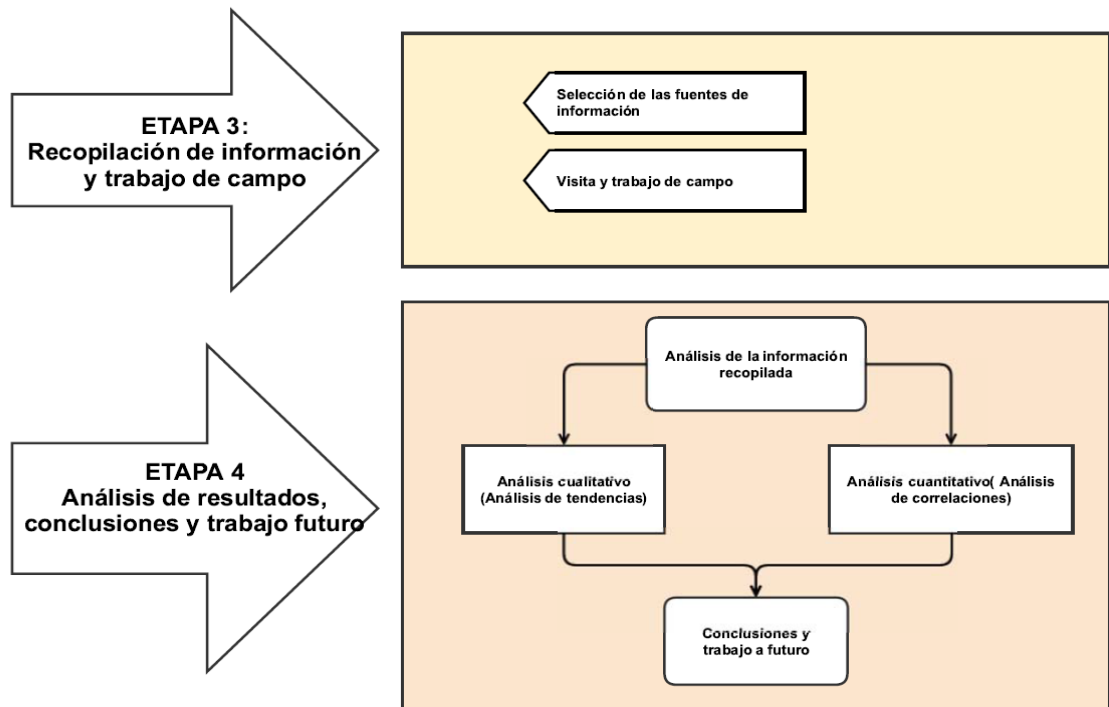 ETAPA 3:
Recopilación de información
y trabajo de campo
Selección de las fuentes de
información
Visita y trabajo de campo
ETAPA 4
Análisis de resultados,
conclusiones y trabajo futuro
Análisis de la información
recopilada
Análisis cualitativo
(Análisis de tendencias)
Análisis cuantitativo( Análisis
de correlaciones)
Conclusiones y
trabajo a futuro